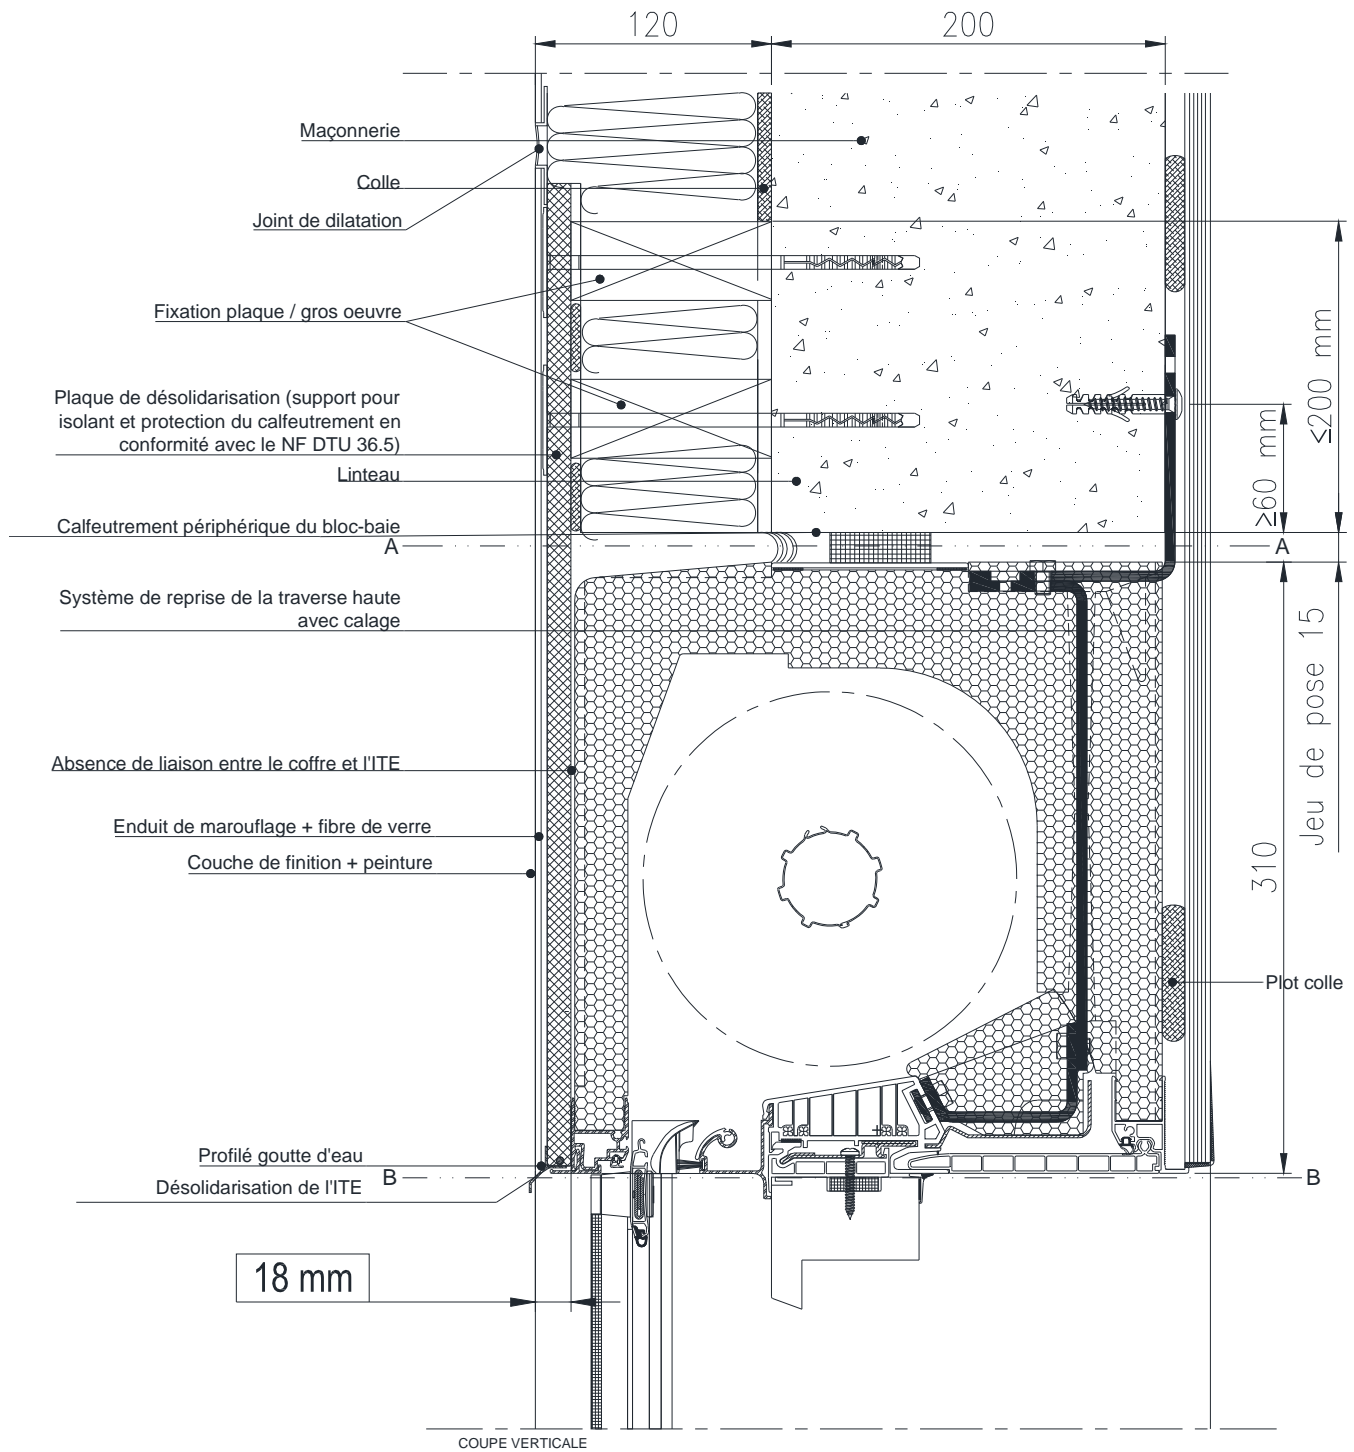 120
200
Maçonnerie
Colle
Joint de dilatation
Fixation plaque / gros oeuvre
Plaque de désolidarisation (support pour
isolant et protection du calfeutrement en
conformité avec le NF DTU 36.5)
Linteau
Calfeutrement périphérique du bloc-baie
A
A
≤200 mm
≥60 mm
Système de reprise de la traverse haute
avec calage
Jeu de pose 15
310
Absence de liaison entre le coffre et l'ITE
Enduit de marouflage + fibre de verre
Couche de finition + peinture
Plot colle
Profilé goutte d'eau
B
B
Désolidarisation de l'ITE
18 mm
COUPE VERTICALE